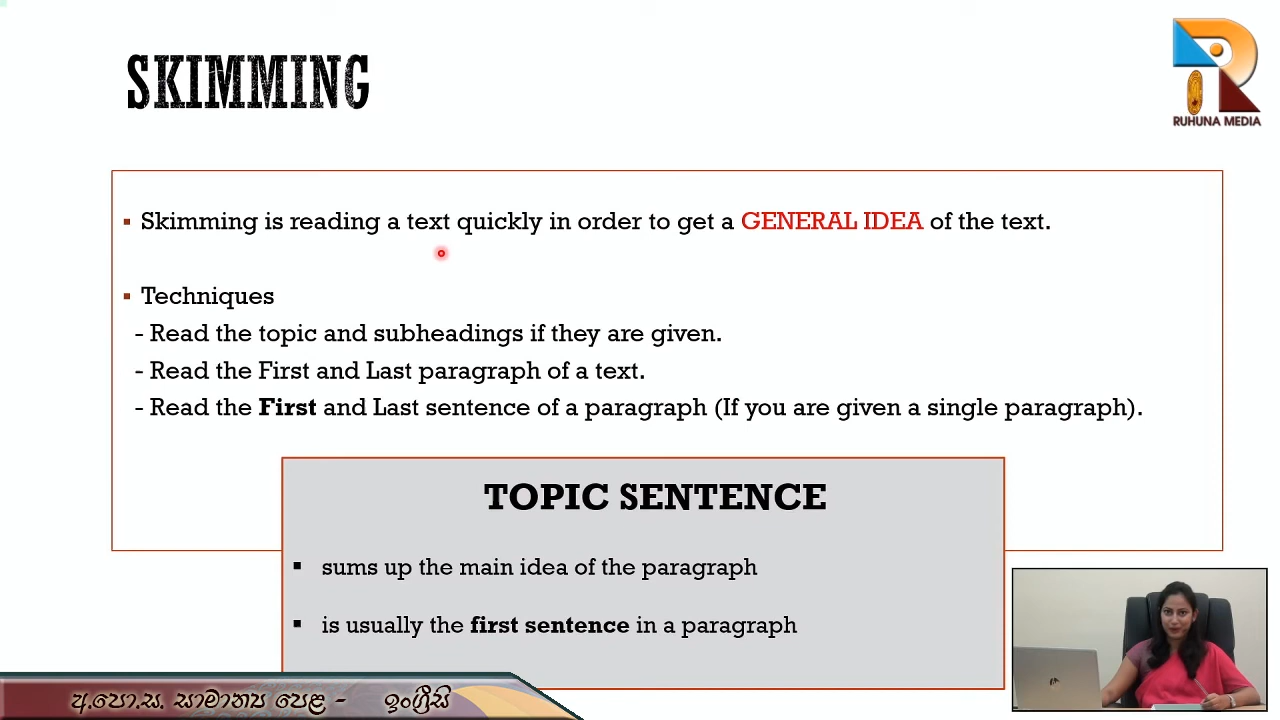 SKIMMING
RUHUNA MEDIA
▪ Skimming is reading a text quickly in order to get a GENERAL IDEA of the text.
▪ Techniques
- Read the topic and subheadings if they are given.
- Read the First and Last paragraph of a text.
- Read the First and Last sentence of a paragraph (If you are given a single paragraph).
TOPIC SENTENCE
▪ sums up the main idea of the paragraph
▪ is usually the first sentence in a paragraph
අ.පො.ස. සාමාන්‍ය පෙළ - ඉංග්‍රීසි